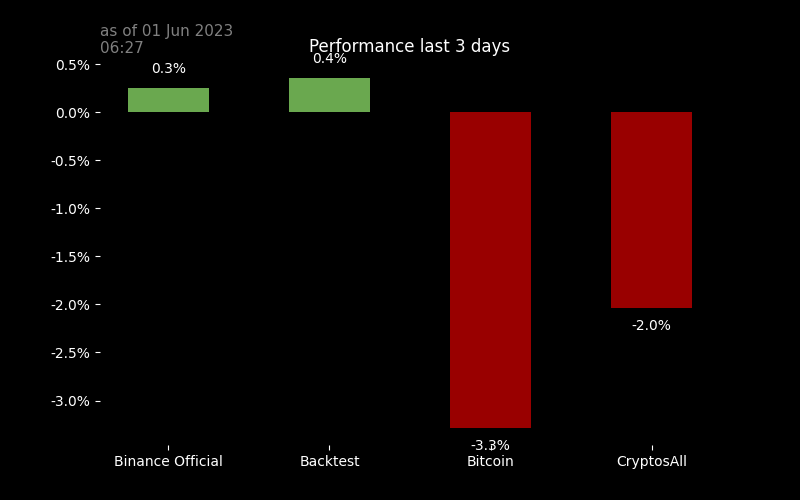 as of 01 Jun 2023
06:27
Performance last 3 days
0.5%
0.0%
-0.5%
-1.0%
-1.5%
-2.0%
-2.5%
-3.0%
0.3%
0.4%
-3.3%
-2.0%
Binance Official
Backtest
Bitcoin
CryptosAll